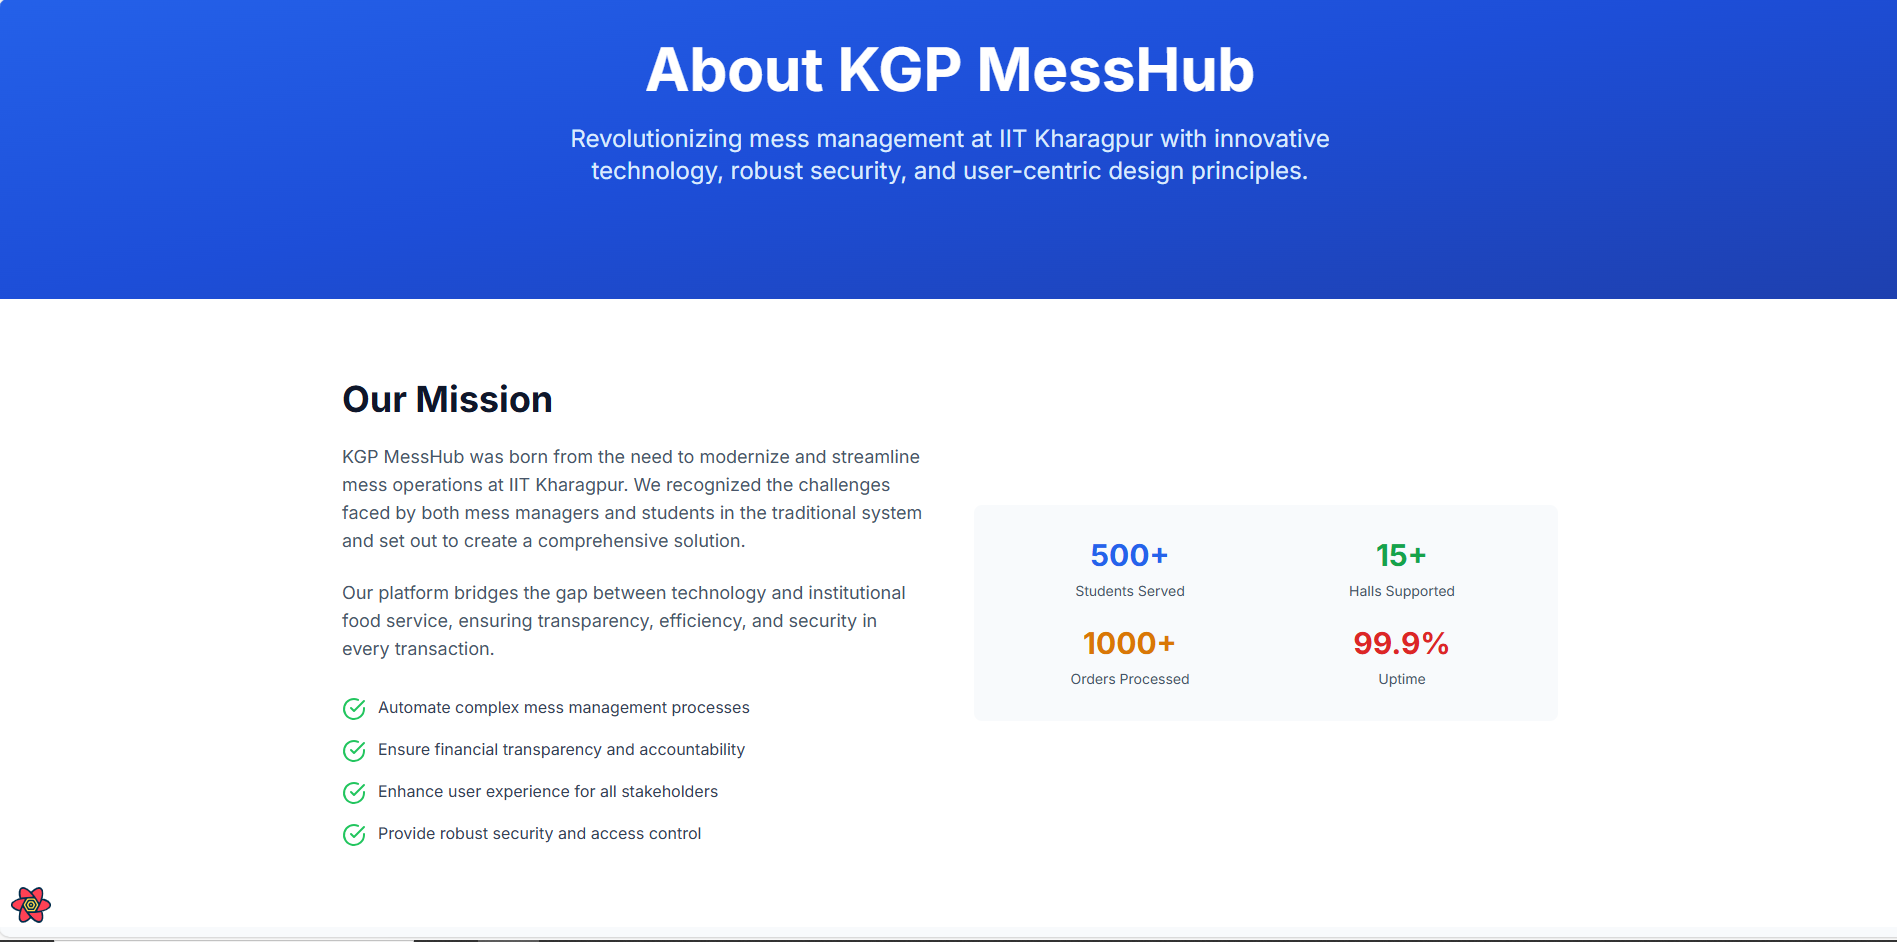 About KGP MessHub
Revolutionizing mess management at IIT Kharagpur with innovative
technology, robust security, and user-centric design principles.
Our Mission
KGP MessHub was born from the need to modernize and streamline
mess operations at IIT Kharagpur. We recognized the challenges
faced by both mess managers and students in the traditional system
and set out to create a comprehensive solution.
Our platform bridges the gap between technology and institutional
food service, ensuring transparency, efficiency, and security in
every transaction.
Automate complex mess management processes
Ensure financial transparency and accountability
Enhance user experience for all stakeholders
Provide robust security and access control
500+
Students Served
15+
Halls Supported
1000+
Orders Processed
99.9%
Uptime